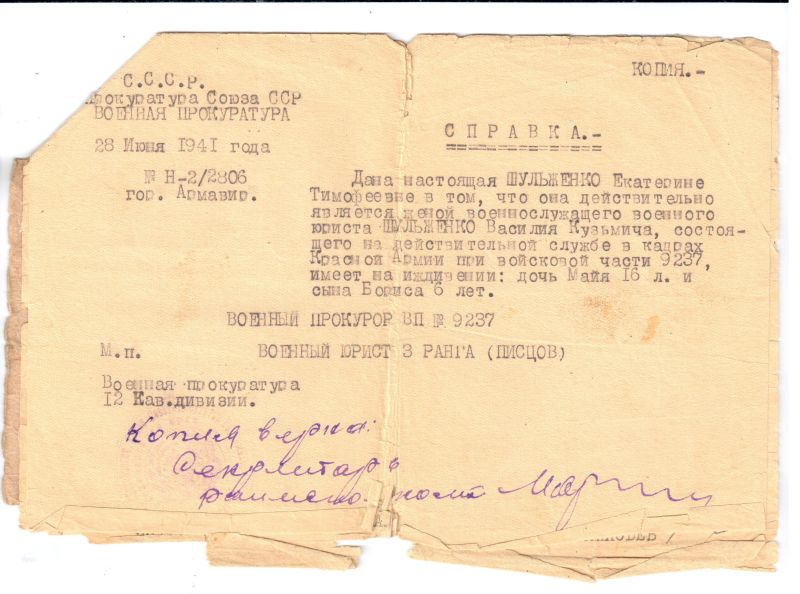 КОПИЯ.-
С.С.С.Р.
Прокуратура Союза ССР
ВОЕННАЯ ПРОКУРАТУРА
28 Июня 1941 года
№ Н-2/2806
гор. Армавир.
СПРАВКА.-
Дана настоящая ШУЛЬЖЕНКО Екатерине
Тимофеевне в том, что она действительно
является женой военнослужащего военного
юриста ШУЛЬЖЕНКО Василия Кузьмича, состоя-
щего на действительной службе в кадрах
Красной Армии при войсковой части 9237,
имеет на иждивении: дочь Майя 16 л. и
сына Бориса 6 лет.
ВОЕННЫЙ ПРОКУРОР ВП № 9237
М.п. ВОЕННЫЙ ЮРИСТ 3 РАНГА (ПИСЦОВ)
Военная прокуратура
12 Кав.дивизии.
Копия верна:
Секретарь